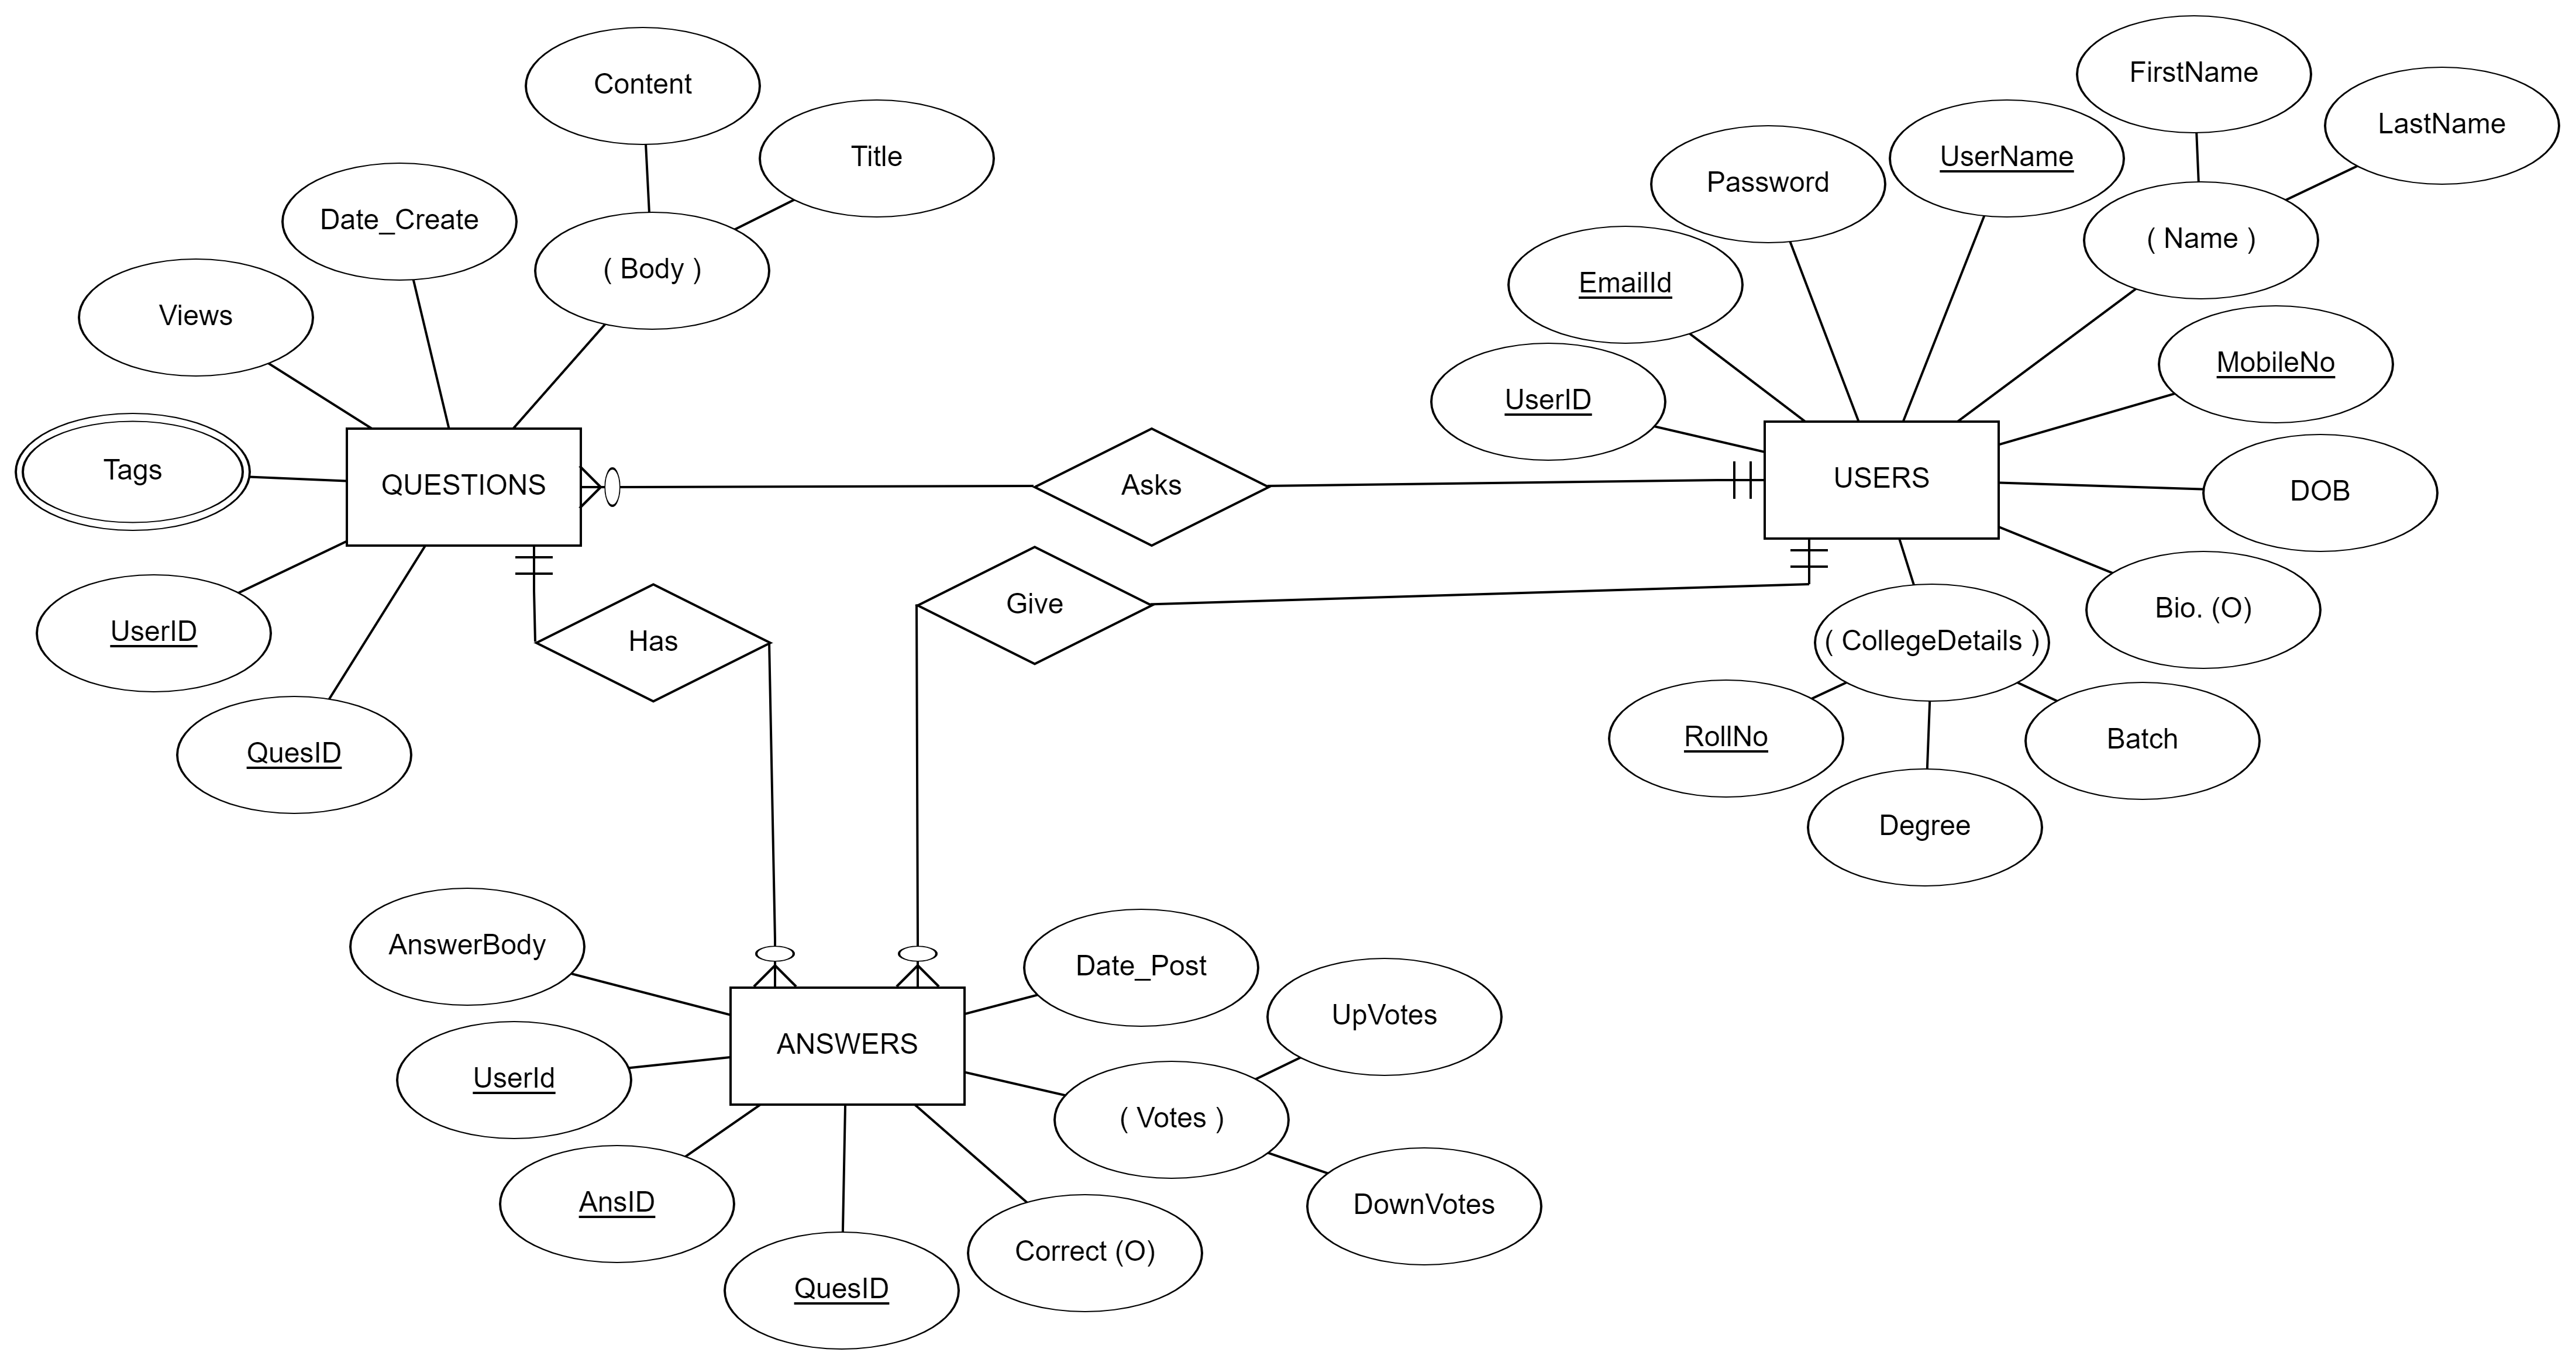 Content
Title
Date_Create
( Body )
Views
Tags
QUESTIONS
UserID
QuesID
Asks
Has
Give
FirstName
LastName
UserName
Password
( Name )
EmailId
UserID
MobileNo
USERS
DOB
Bio. (O)
( CollegeDetails )
RollNo
Batch
Degree
AnswerBody
Date_Post
UpVotes
ANSWERS
UserId
( Votes )
AnsID
DownVotes
Correct (O)
QuesID